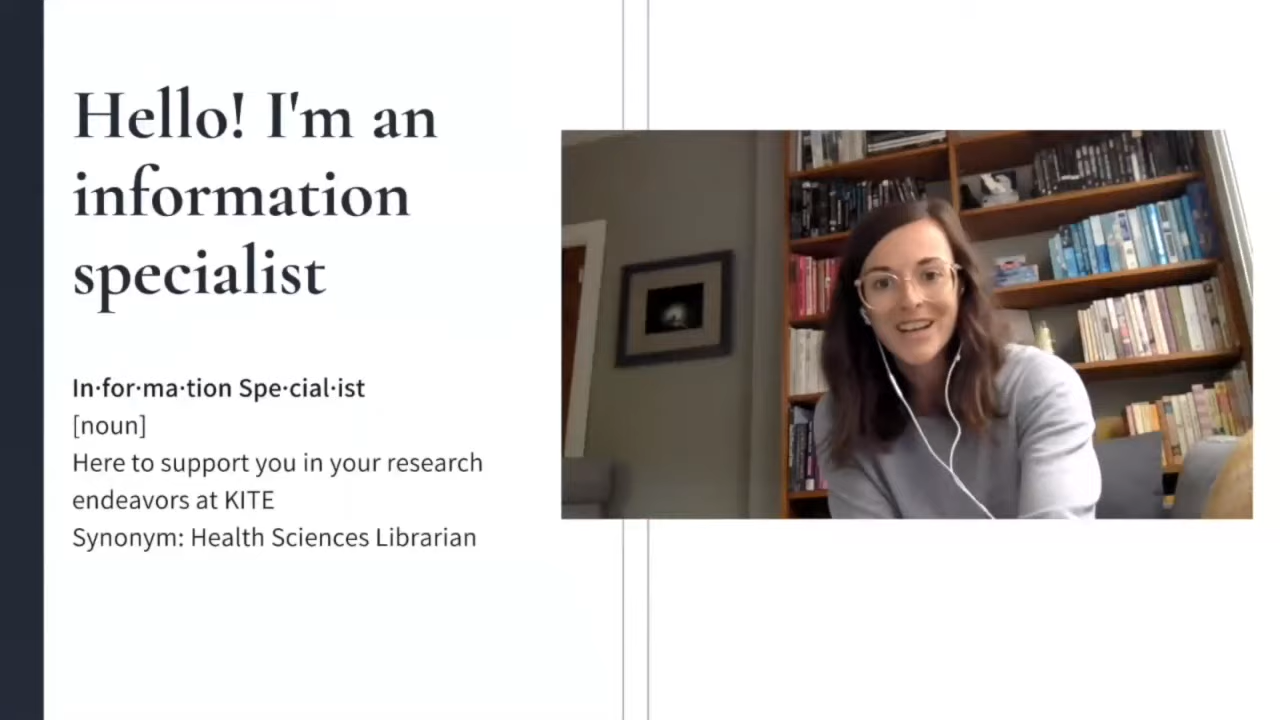 Hello! I'm an
information
specialist
In·for·ma·tion Spe·cial·ist
[noun]
Here to support you in your research
endeavors at KITE
Synonym: Health Sciences Librarian